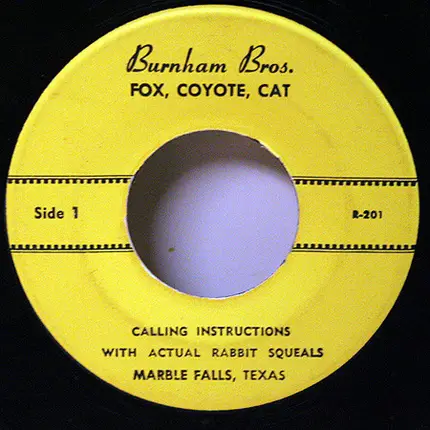 Burnham Bros.
FOX, COYOTE, CAT
Side 1
R-201
CALLING INSTRUCTIONS
WITH ACTUAL RABBIT SQUEALS
MARBLE FALLS, TEXAS